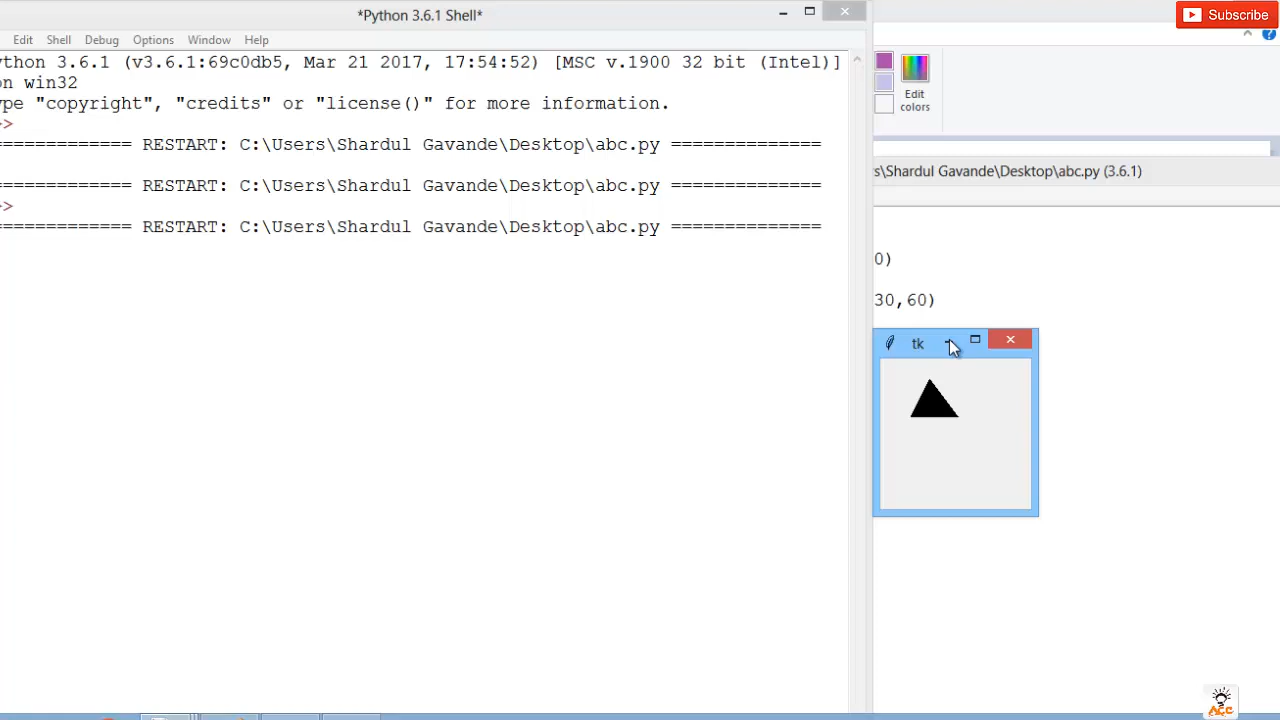 *Python 3.6.1 Shell*
Subscribe
Edit Shell Debug Options Window Help
ython 3.6.1 (v3.6.1:69c0db5, Mar 21 2017, 17:54:52) [MSC v.1900 32 bit (Intel)]
on win32
ype "copyright", "credits" or "license()" for more information.
>>
============ RESTART: C:\Users\Shardul Gavande\Desktop\abc.py ==============
============ RESTART: C:\Users\Shardul Gavande\Desktop\abc.py ==============
>>
============ RESTART: C:\Users\Shardul Gavande\Desktop\abc.py ==============
Edit
colors
s\Shardul Gavande\Desktop\abc.py (3.6.1)
0)
30,60)
tk
ACC